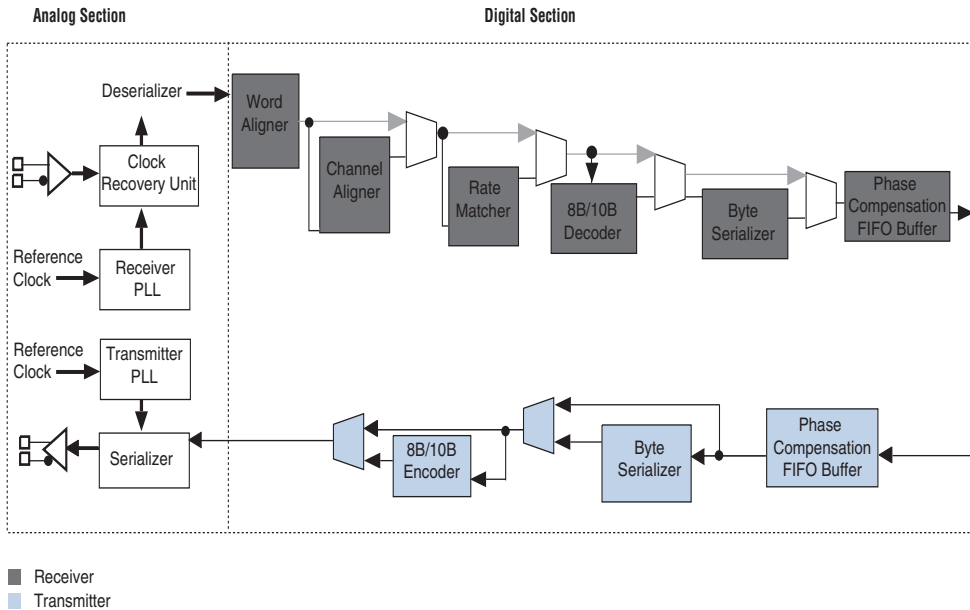 Analog Section
Digital Section
Deserializer
Word
Aligner
Clock
Recovery Unit
Channel
Aligner
Rate
Matcher
8B/10B
Decoder
Byte
Serializer
Phase
Compensation
FIFO Buffer
Reference
Clock
Receiver
PLL
Reference
Clock
Transmitter
PLL
Serializer
8B/10B
Encoder
Byte
Serializer
Phase
Compensation
FIFO Buffer
Receiver
Transmitter